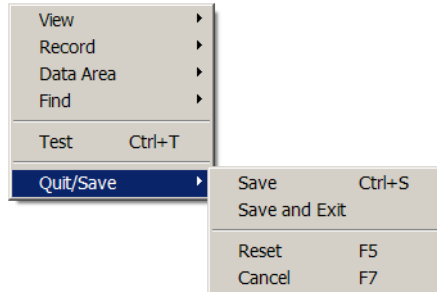 View
Record
Data Area
Find
Test Ctrl+T
Quit/Save
Save Ctrl+S
Save and Exit
Reset F5
Cancel F7